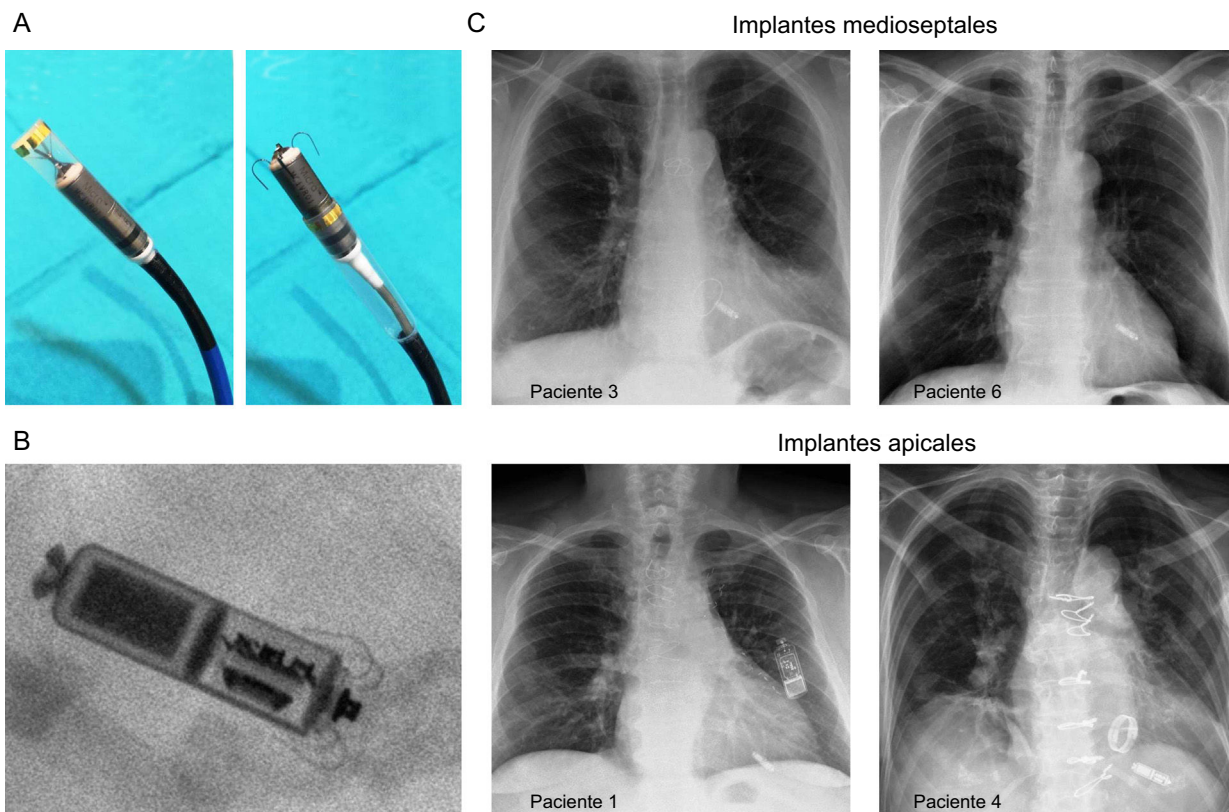 A
C
Implantes medioseptales
Paciente 3
Paciente 6
B
Implantes apicales
Paciente 1
Paciente 4